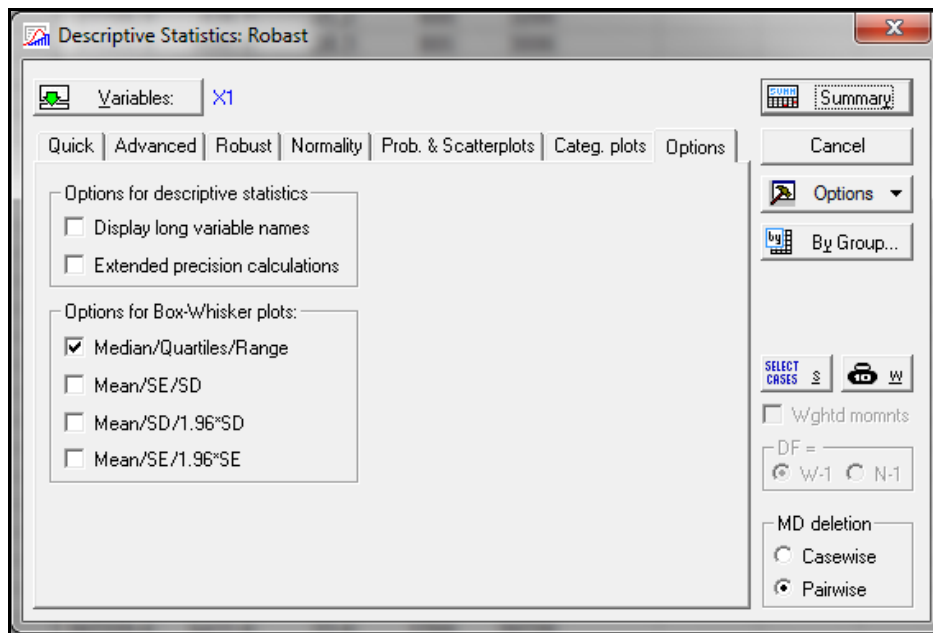 Descriptive Statistics: Robast
Variables: X1
Summary
Quick Advanced Robust Normality Prob. & Scatterplots Categ. plots Options
Cancel
Options for descriptive statistics
Options
Display long variable names
By Group...
Extended precision calculations
Options for Box-Whisker plots:
Median/Quartiles/Range
Mean/SE/SD
Mean/SD/1.96*SD
Mean/SE/1.96*SE
SELECT CASES S W
Wghtd momnts
DF =
W-1 N-1
MD deletion
Casewise
Pairwise